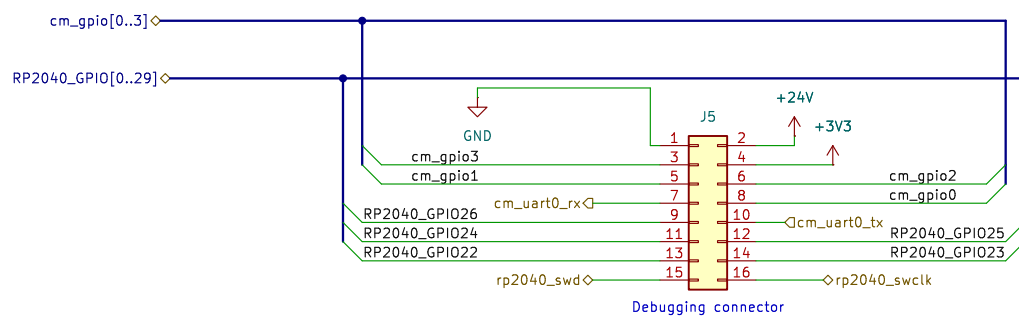 cm_gpio[0..3]
RP2040_GPIO[0..29]
+24V
J5
+3V3
GND
1 2
cm_gpio3 3 4
cm_gpio1 5 6 cm_gpio2
cm_uart0_rx 7 8 cm_gpio0
RP2040_GPIO26 9 10 cm_uart0_tx
RP2040_GPIO24 11 12 RP2040_GPIO25
RP2040_GPIO22 13 14 RP2040_GPIO23
rp2040_swd 15 16 rp2040_swclk
Debugging connector